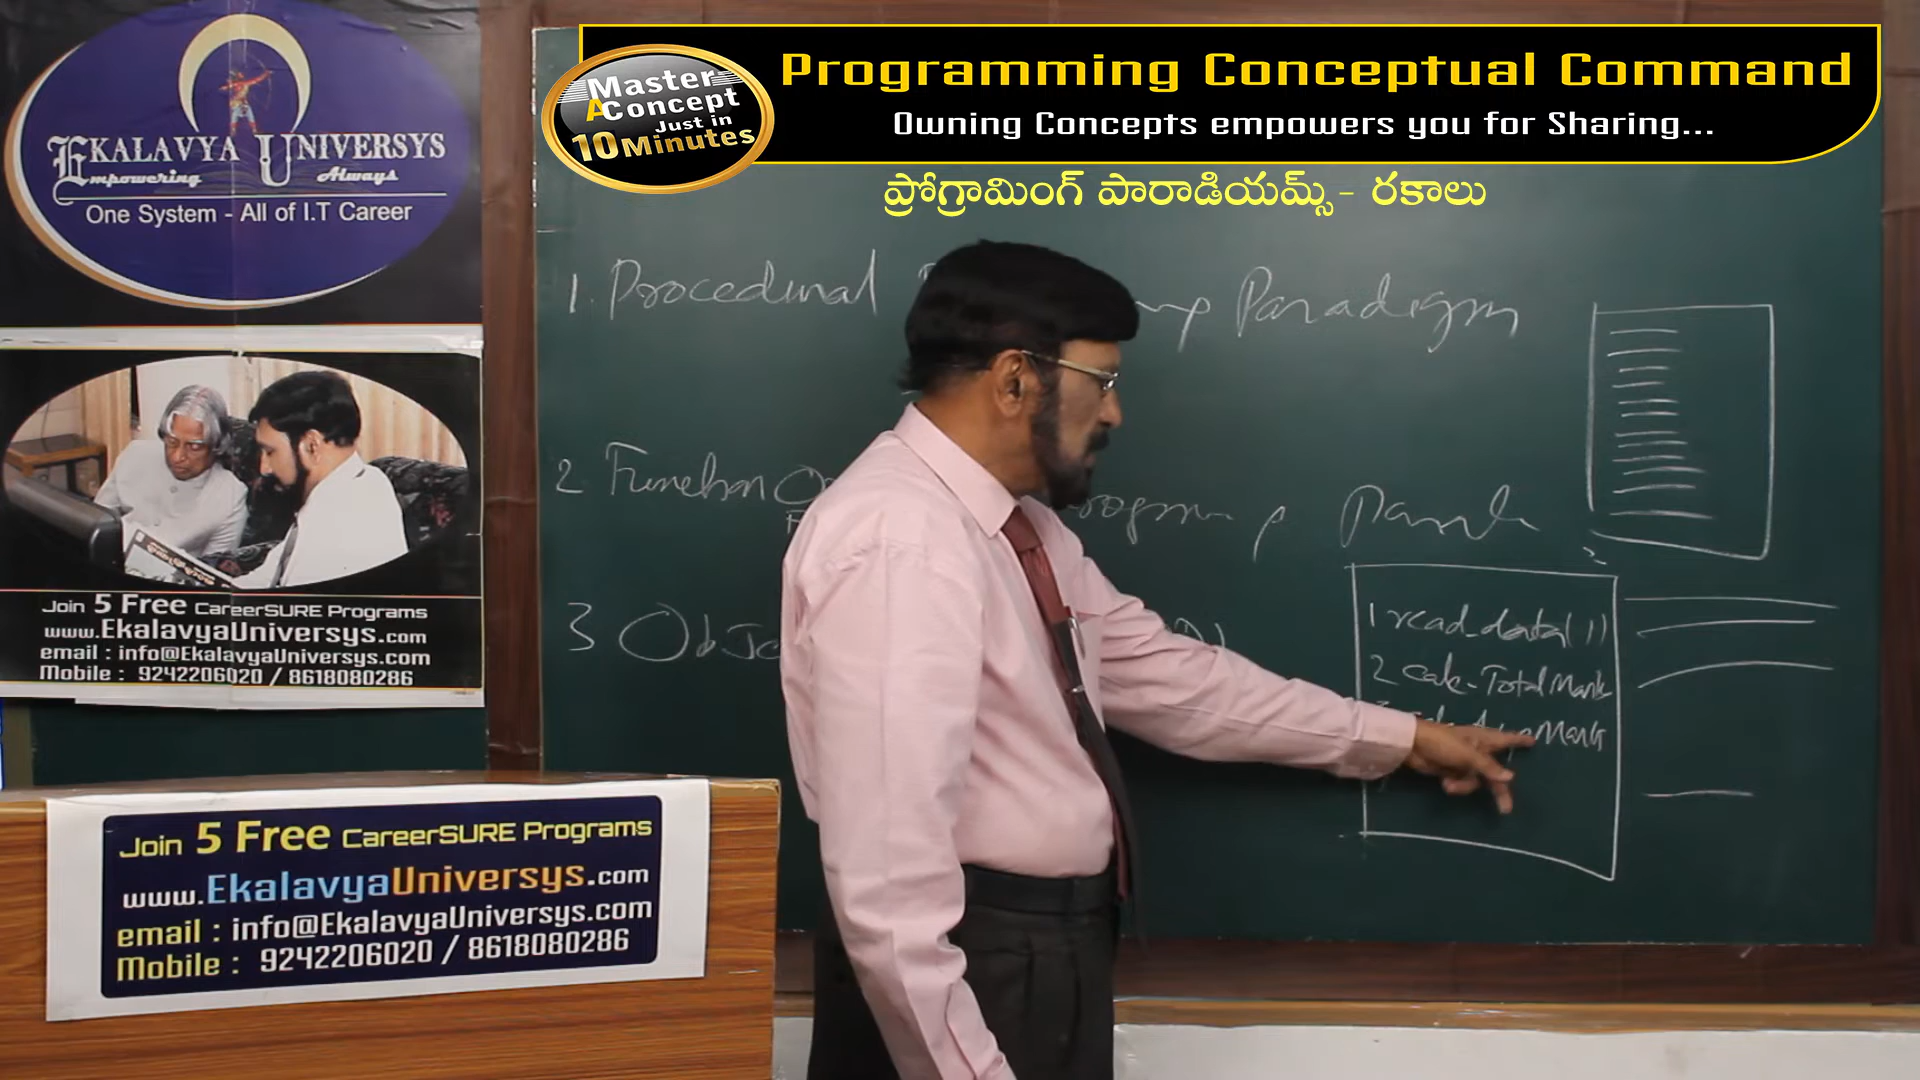 EKALAVYA UNIVERSYS
Empowering Always
One System - All of I.T Career
Join 5 Free CareerSURE Programs
www.EkalavyaUniversys.com
email : info@EkalavyaUniversys.com
Mobile : 9242206020 / 8618080286
Master
A Concept
Just in
10 Minutes
Programming Conceptual Command
Owning Concepts empowers you for Sharing...
ప్రోగ్రామింగ్ పారాడియమ్స్ - రకాలు
1. Procedural Paradigm
2 Function
3 Obje
1 read_data()
2 Calc-Total Mark
Mark
Join 5 Free CareerSURE Programs
www.EkalavyaUniversys.com
email : info@EkalavyaUniversys.com
Mobile : 9242206020 / 8618080286